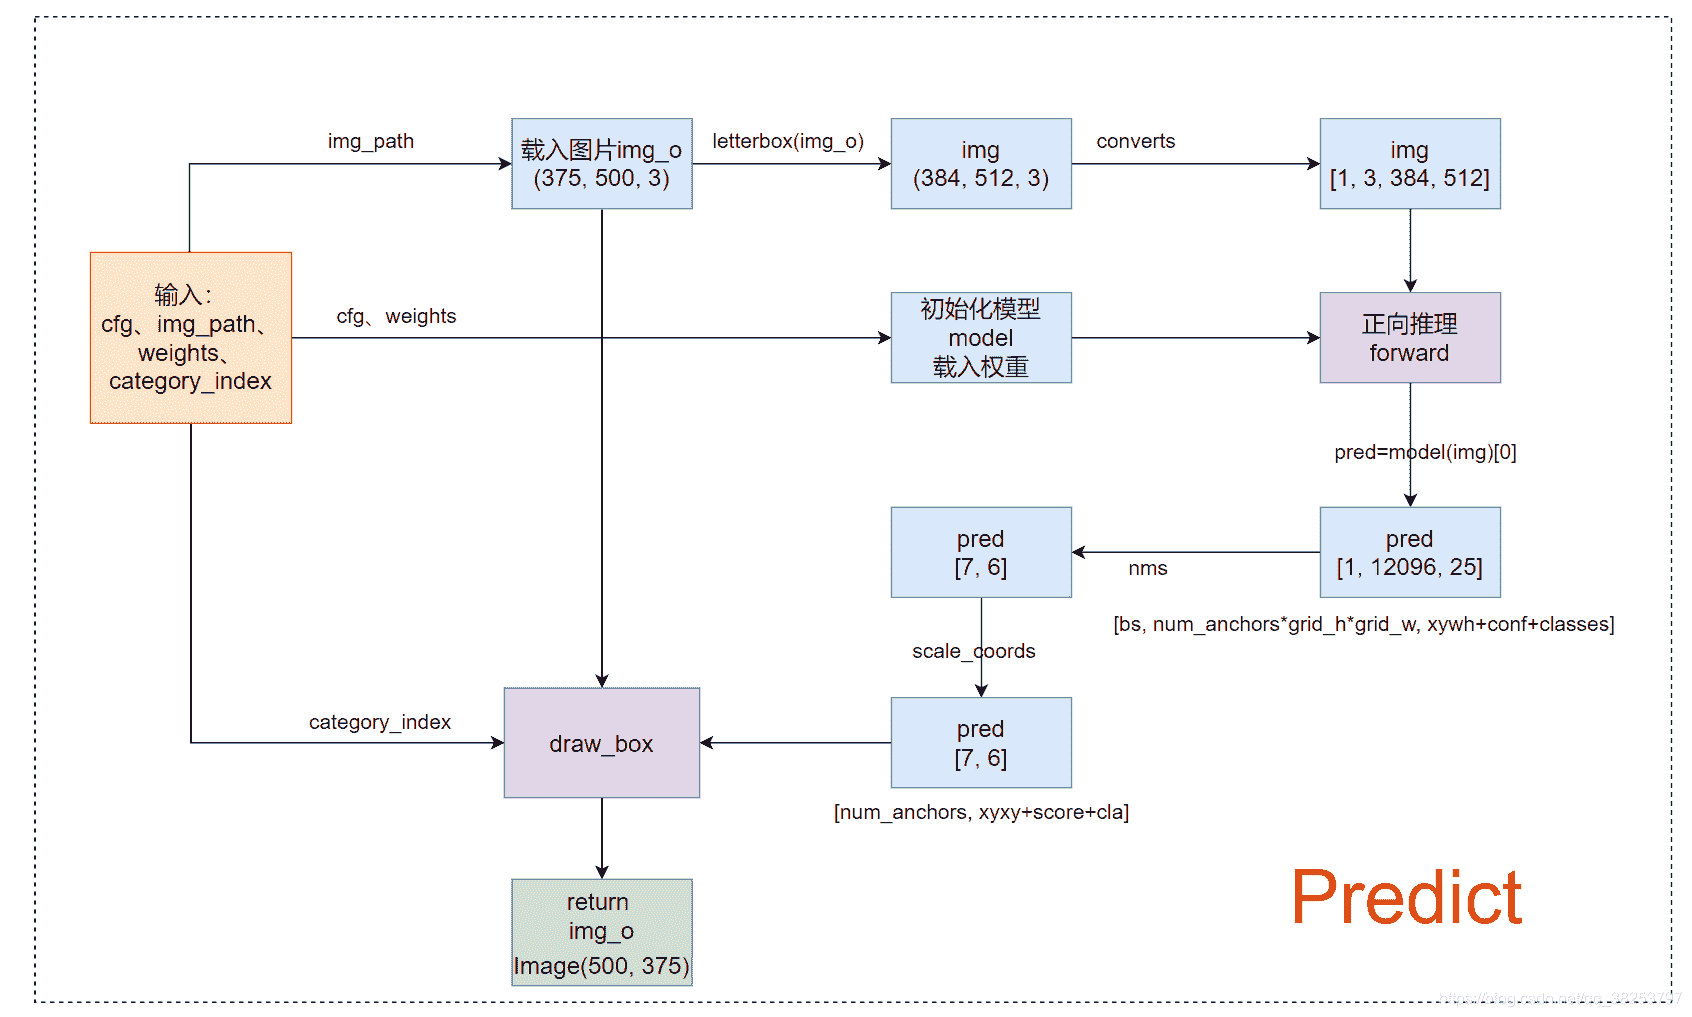 img_path
载入图片img_o
(375, 500, 3)
letterbox(img_o)
img
(384, 512, 3)
converts
img
[1, 3, 384, 512]
输入：
cfg、img_path、
weights、
category_index
cfg、weights
初始化模型
model
载入权重
正向推理
forward
pred=model(img)[0]
pred
[7, 6]
nms
pred
[1, 12096, 25]
[bs, num_anchors*grid_h*grid_w, xywh+conf+classes]
scale_coords
category_index
draw_box
pred
[7, 6]
[num_anchors, xyxy+score+cla]
return
img_o
Image(500, 375)
Predict